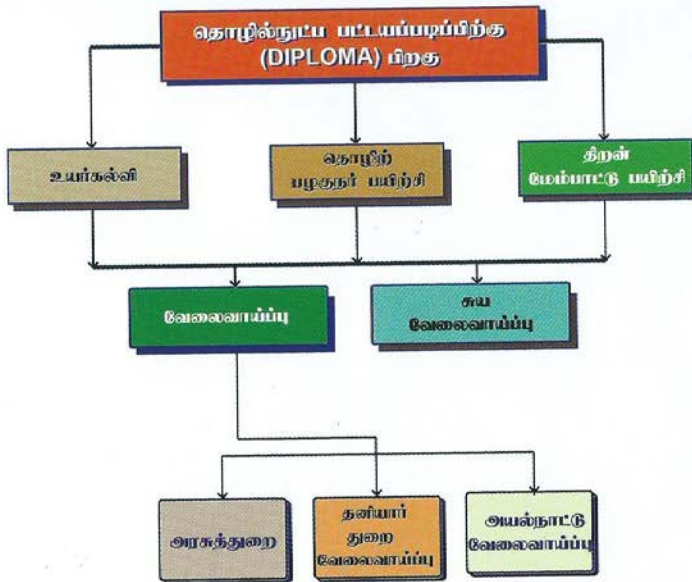 தொழில்நுட்ப பட்டயப்படிப்பிற்கு
(DIPLOMA) பிறகு
உயர்கல்வி
தொழிற்
பழகுநர் பயிற்சி
திறன்
மேம்பாட்டு பயிற்சி
வேலைவாய்ப்பு
சுய
வேலைவாய்ப்பு
அரசுத்துறை
தனியார்
துறை
வேலைவாய்ப்பு
அயல்நாட்டு
வேலைவாய்ப்பு